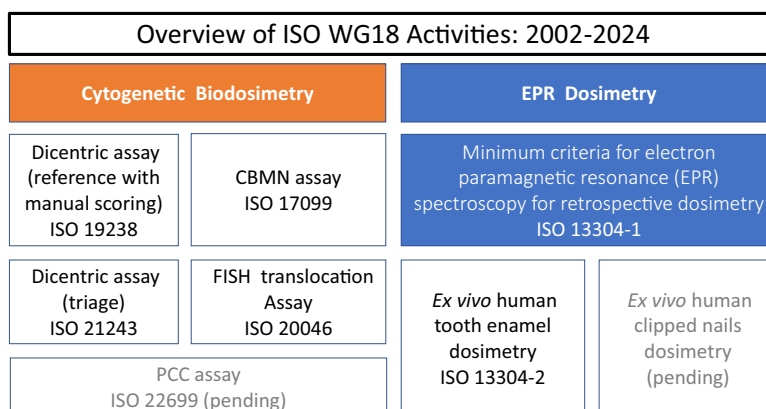 Overview of ISO WG18 Activities: 2002-2024
Cytogenetic Biodosimetry
EPR Dosimetry
Dicentric assay
(reference with
manual scoring)
ISO 19238
CBMN assay
ISO 17099
Minimum criteria for electron
paramagnetic resonance (EPR)
spectroscopy for retrospective dosimetry
ISO 13304-1
Dicentric assay
(triage)
ISO 21243
FISH translocation
Assay
ISO 20046
Ex vivo human
tooth enamel
dosimetry
ISO 13304-2
Ex vivo human
clipped nails
dosimetry
(pending)
PCC assay
ISO 22699 (pending)